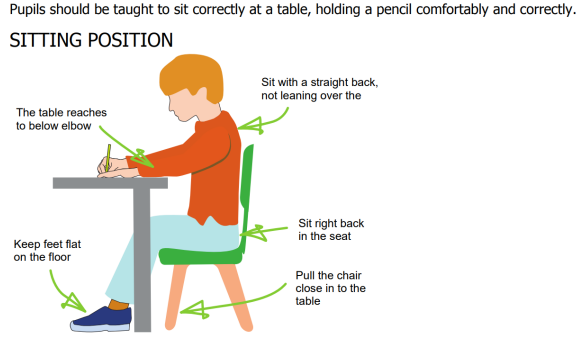 Pupils should be taught to sit correctly at a table, holding a pencil comfortably and correctly.
SITTING POSITION
Sit with a straight back,
not leaning over the
The table reaches
to below elbow
Sit right back
in the seat
Keep feet flat
on the floor
Pull the chair
close in to the
table